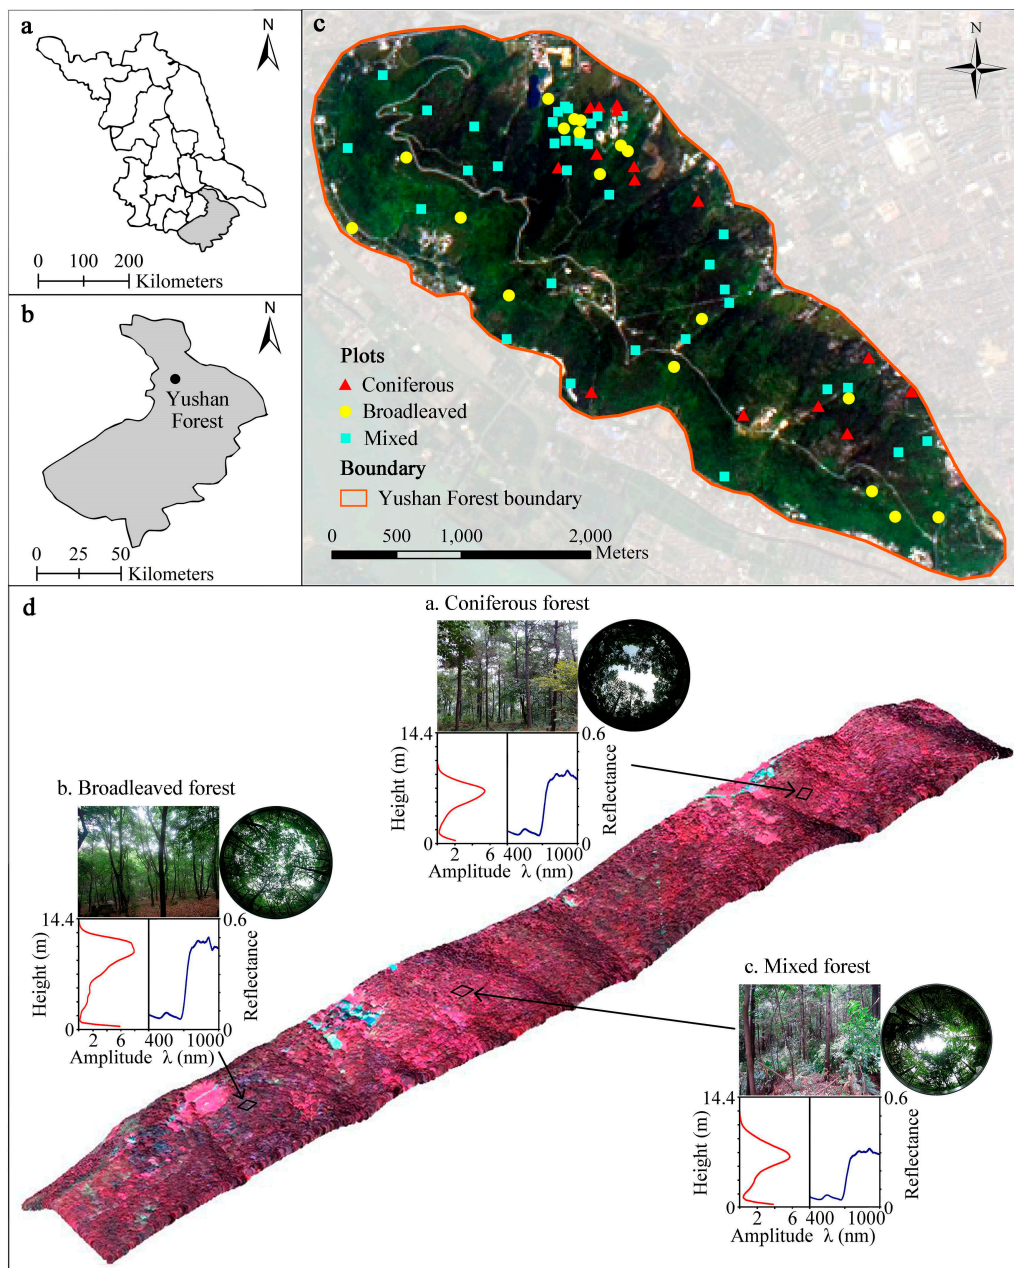 a
N
0 100 200
Kilometers
b
N
Yushan
Forest
0 25 50
Kilometers
c
N
Plots
Coniferous
Broadleaved
Mixed
Boundary
Yushan Forest boundary
0 500 1,000 2,000
Meters
d
a. Coniferous forest
14.4
0.6
Height (m)
Reflectance
0
0
2 6 400 1000
Amplitude λ (nm)
b. Broadleaved forest
14.4
0.6
Height (m)
Reflectance
0
0
2 6 400 1000
Amplitude λ (nm)
c. Mixed forest
14.4
0.6
Height (m)
Reflectance
0
0
2 6 400 1000
Amplitude λ (nm)